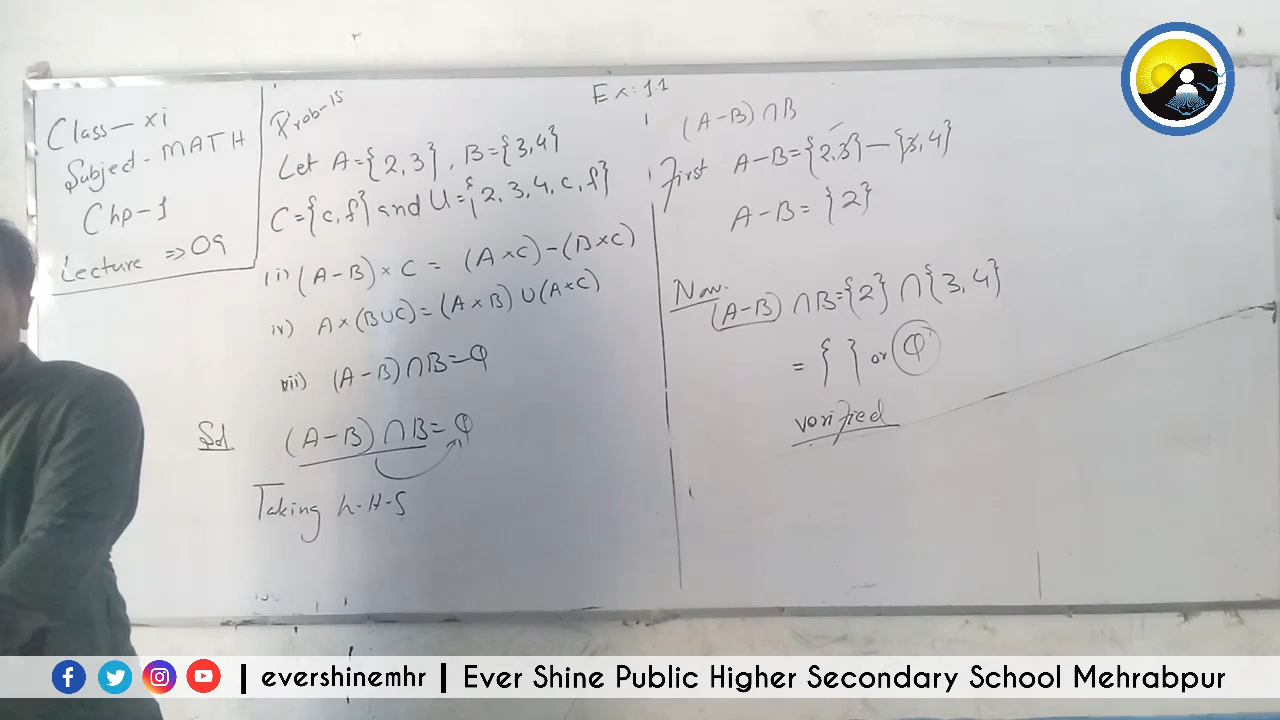 Class - xi
Subject - MATH
Chp - 1
Lecture ⇒ 09
Prob-15
Ex: 1.1
Let A = {2, 3}, B = {3, 4}
C = {c, f} and U = {2, 3, 4, c, f}
(i) (A - B) × C = (A × C) - (B × C)
iv) A × (B ∪ C) = (A × B) ∪ (A × C)
vii) (A - B) ∩ B = φ
Sol. (A - B) ∩ B = φ
Taking L-H-S
(A - B) ∩ B
First A - B = {2, 3} - {3, 4}
A - B = {2}
Now.
(A - B) ∩ B = {2} ∩ {3, 4}
= { } or φ
verified
| evershinemhr | Ever Shine Public Higher Secondary School Mehrabpur